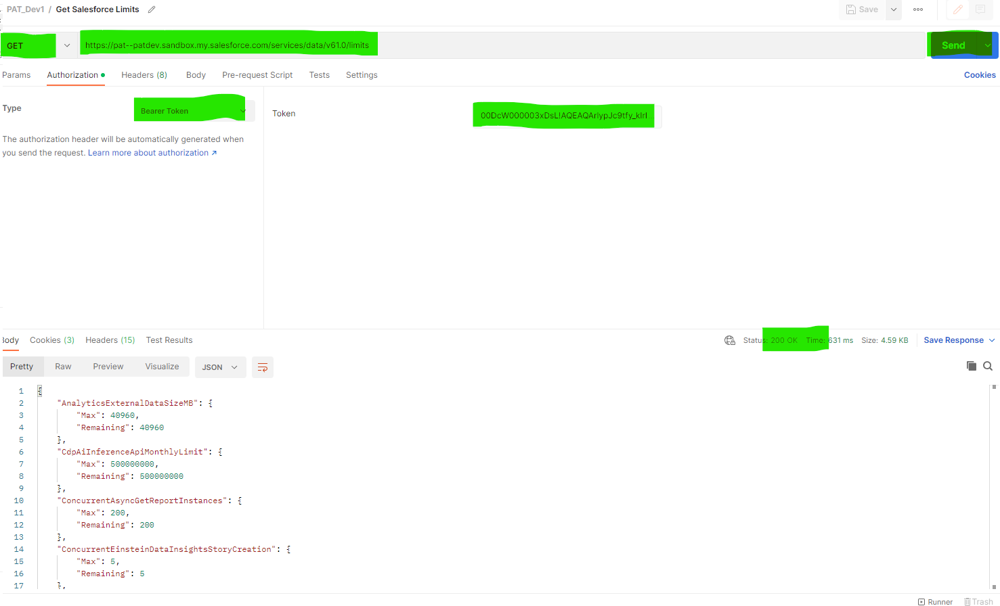 PAT_Dev1 / Get Salesforce Limits
Save
GET
https://pat--patdev.sandbox.my.salesforce.com/services/data/v61.0/limits
Send
Params Authorization Headers (8) Body Pre-request Script Tests Settings Cookies
Type
Bearer Token
Token
00DcW000003xDsL!AQEAQArlypJc9tfy_kIrI
The authorization header will be automatically generated when
you send the request. Learn more about authorization ↗
Body Cookies (3) Headers (15) Test Results Status: 200 OK Time: 631 ms Size: 4.59 KB Save Response
Pretty Raw Preview Visualize JSON
1 {
2 "AnalyticsExternalDataSizeMB": {
3 "Max": 40960,
4 "Remaining": 40960
5 },
6 "CdpAiInferenceApiMonthlyLimit": {
7 "Max": 500000000,
8 "Remaining": 500000000
9 },
10 "ConcurrentAsyncGetReportInstances": {
11 "Max": 200,
12 "Remaining": 200
13 },
14 "ConcurrentEinsteinDataInsightsStoryCreation": {
15 "Max": 5,
16 "Remaining": 5
17 },
Runner Trash